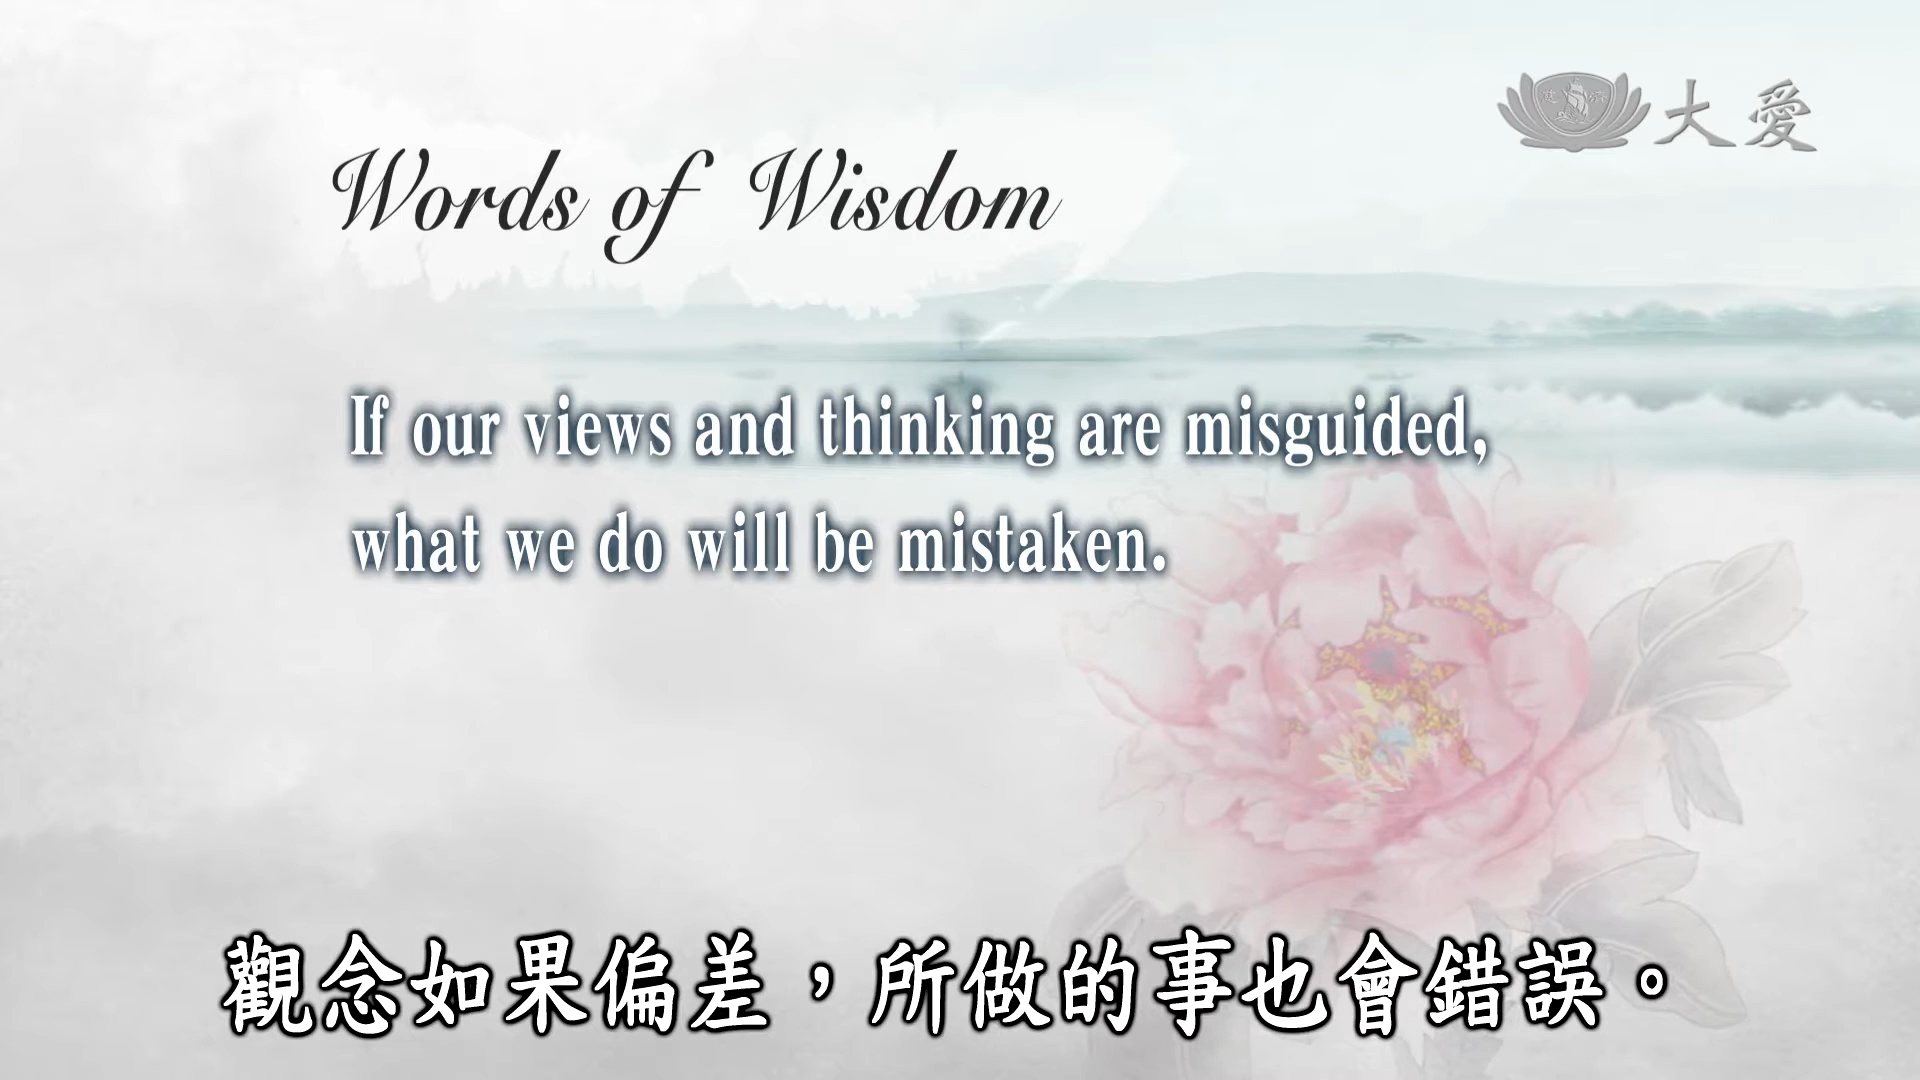 大愛
Words of Wisdom
If our views and thinking are misguided,
what we do will be mistaken.
觀念如果偏差，所做的事也會錯誤。